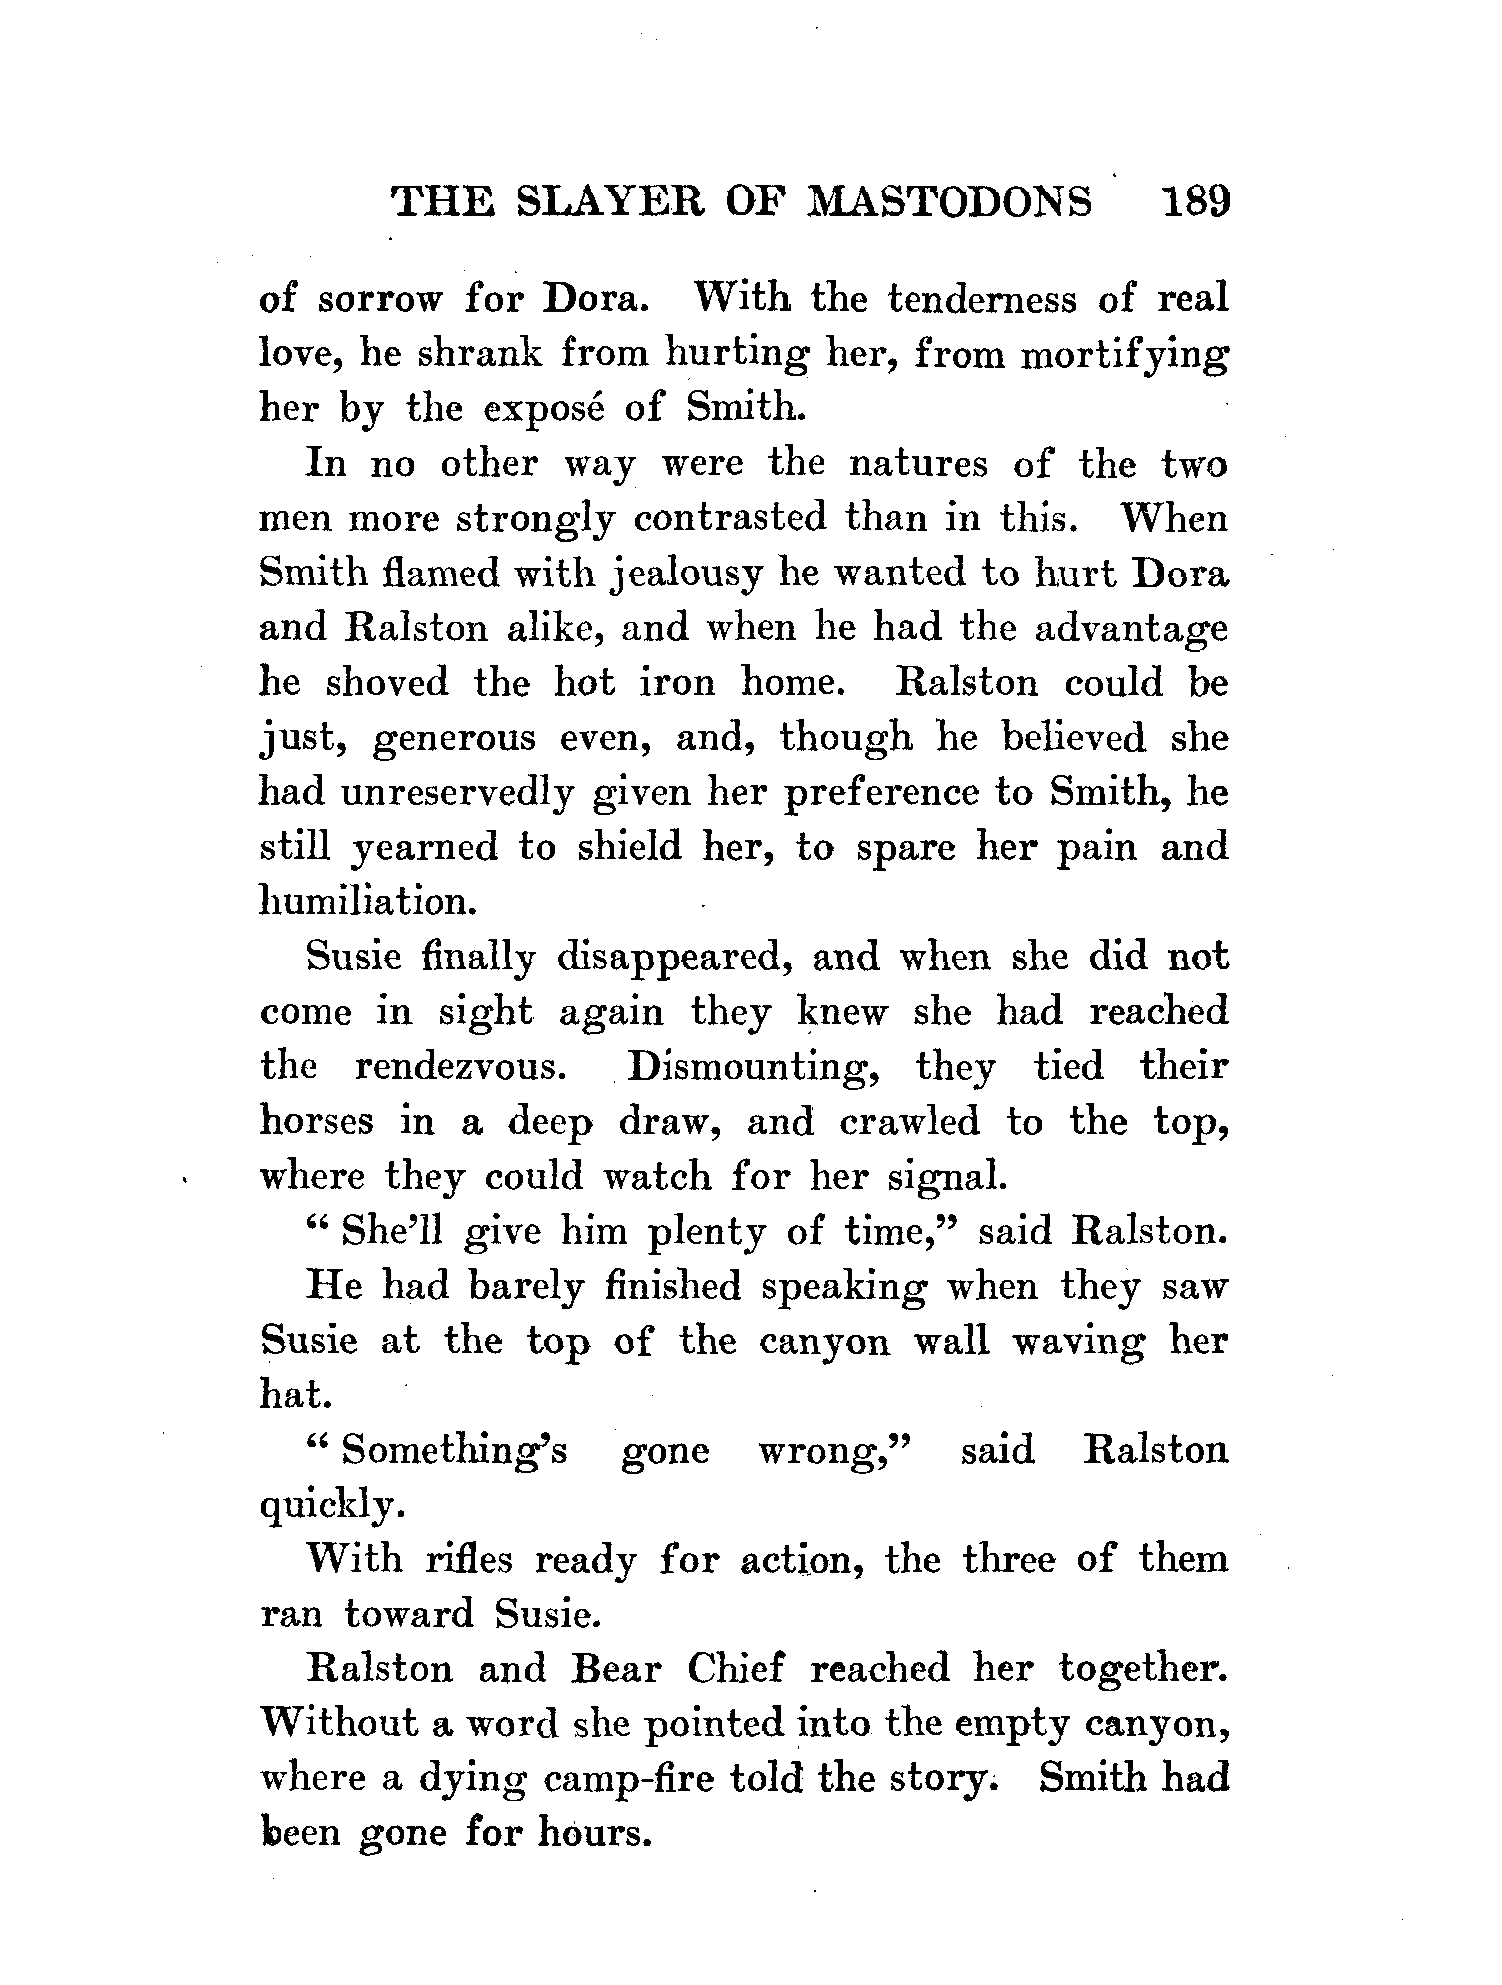 THE SLAYER OF MASTODONS 189
of sorrow for Dora. With the tenderness of real
love, he shrank from hurting her, from mortifying
her by the exposé of Smith.
In no other way were the natures of the two
men more strongly contrasted than in this. When
Smith flamed with jealousy he wanted to hurt Dora
and Ralston alike, and when he had the advantage
he shoved the hot iron home. Ralston could be
just, generous even, and, though he believed she
had unreservedly given her preference to Smith, he
still yearned to shield her, to spare her pain and
humiliation.
Susie finally disappeared, and when she did not
come in sight again they knew she had reached
the rendezvous. Dismounting, they tied their
horses in a deep draw, and crawled to the top,
where they could watch for her signal.
“ She’ll give him plenty of time,” said Ralston.
He had barely finished speaking when they saw
Susie at the top of the canyon wall waving her
hat.
“ Something’s gone wrong,” said Ralston
quickly.
With rifles ready for action, the three of them
ran toward Susie.
Ralston and Bear Chief reached her together.
Without a word she pointed into the empty canyon,
where a dying camp-fire told the story. Smith had
been gone for hours.